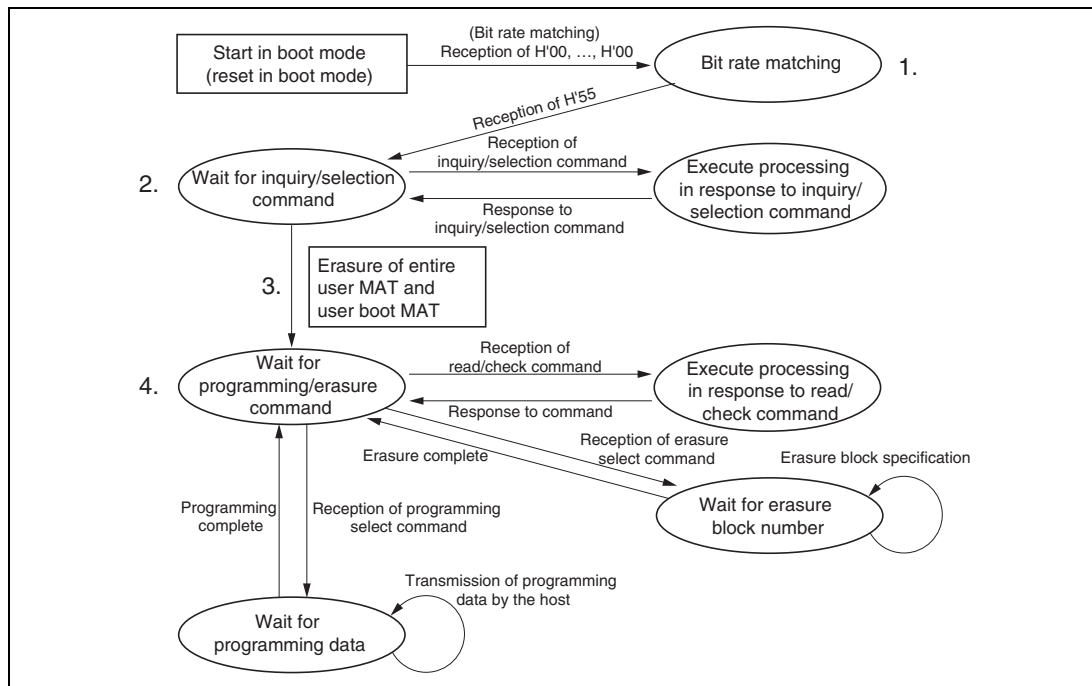 Start in boot mode
(reset in boot mode)
(Bit rate matching)
Reception of H'00, ..., H'00
Bit rate matching
1.
Reception of H'55
2.
Wait for inquiry/selection
command
Reception of
inquiry/selection command
Response to
inquiry/selection command
Execute processing
in response to inquiry/
selection command
3.
Erasure of entire
user MAT and
user boot MAT
4.
Wait for
programming/erasure
command
Reception of
read/check command
Response to command
Execute processing
in response to read/
check command
Erasure complete
Reception of erasure
select command
Erasure block specification
Wait for erasure
block number
Programming
complete
Reception of programming
select command
Transmission of programming
data by the host
Wait for
programming data